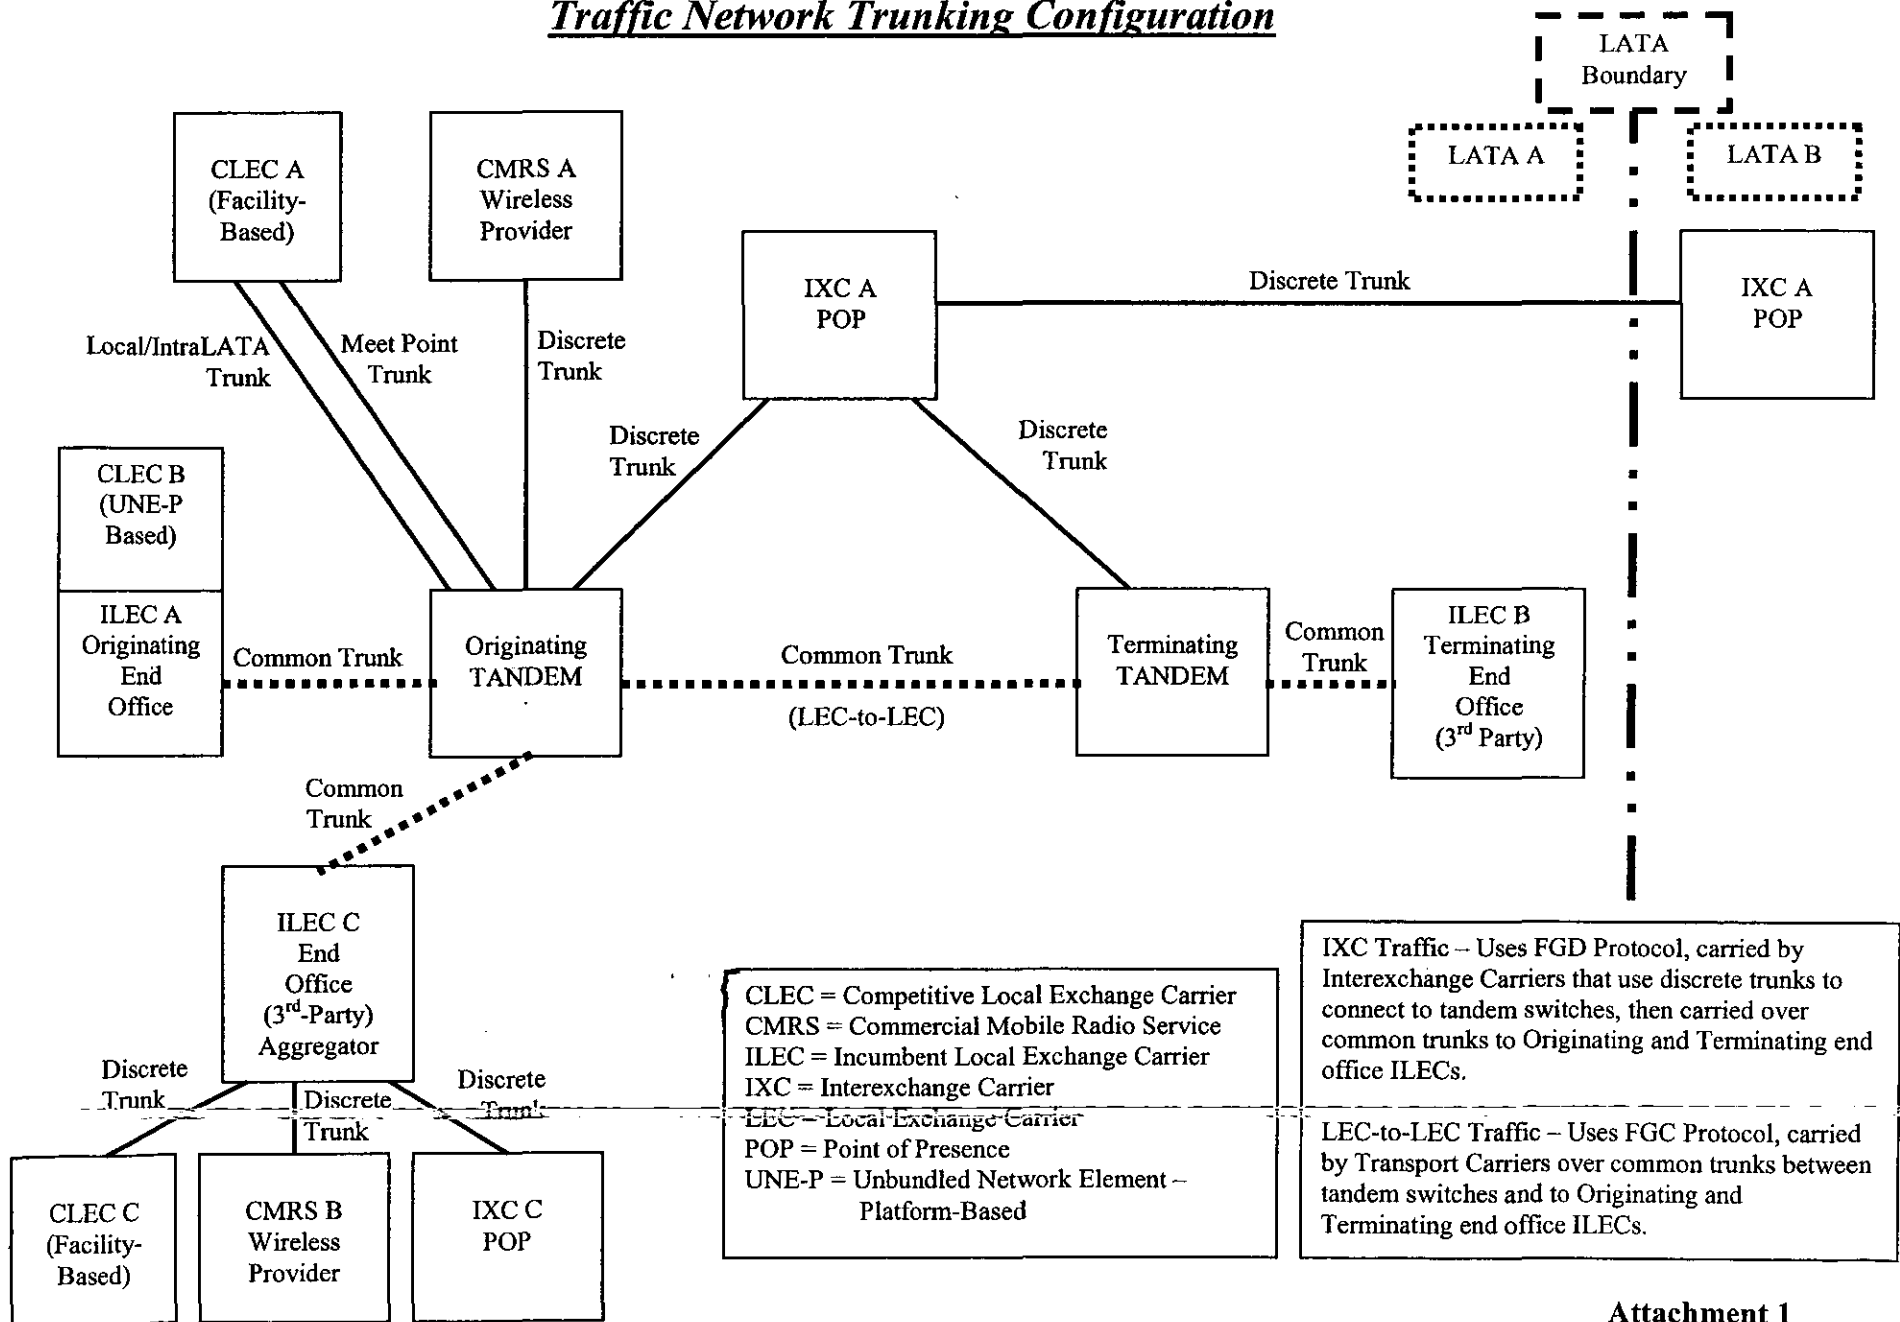 Traffic Network Trunking Configuration
LATA
Boundary
LATA A
LATA B
CLEC A
(Facility-
Based)
CMRS A
Wireless
Provider
IXC A
POP
Discrete Trunk
IXC A
POP
Local/IntraLATA
Trunk
Meet Point
Trunk
Discrete
Trunk
Discrete
Trunk
Discrete
Trunk
CLEC B
(UNE-P
Based)
ILEC A
Originating
End
Office
Common Trunk
Originating
TANDEM
Common Trunk
(LEC-to-LEC)
Terminating
TANDEM
Common
Trunk
ILEC B
Terminating
End
Office
(3rd Party)
Common
Trunk
ILEC C
End
Office
(3rd-Party)
Aggregator
Discrete
Trunk
Discrete
Trunk
Discrete
Trunk
CLEC C
(Facility-
Based)
CMRS B
Wireless
Provider
IXC C
POP
CLEC = Competitive Local Exchange Carrier
CMRS = Commercial Mobile Radio Service
ILEC = Incumbent Local Exchange Carrier
IXC = Interexchange Carrier
LEC = Local Exchange Carrier
POP = Point of Presence
UNE-P = Unbundled Network Element –
Platform-Based
IXC Traffic – Uses FGD Protocol, carried by
Interexchange Carriers that use discrete trunks to
connect to tandem switches, then carried over
common trunks to Originating and Terminating end
office ILECs.
LEC-to-LEC Traffic – Uses FGC Protocol, carried
by Transport Carriers over common trunks between
tandem switches and to Originating and
Terminating end office ILECs.
Attachment 1